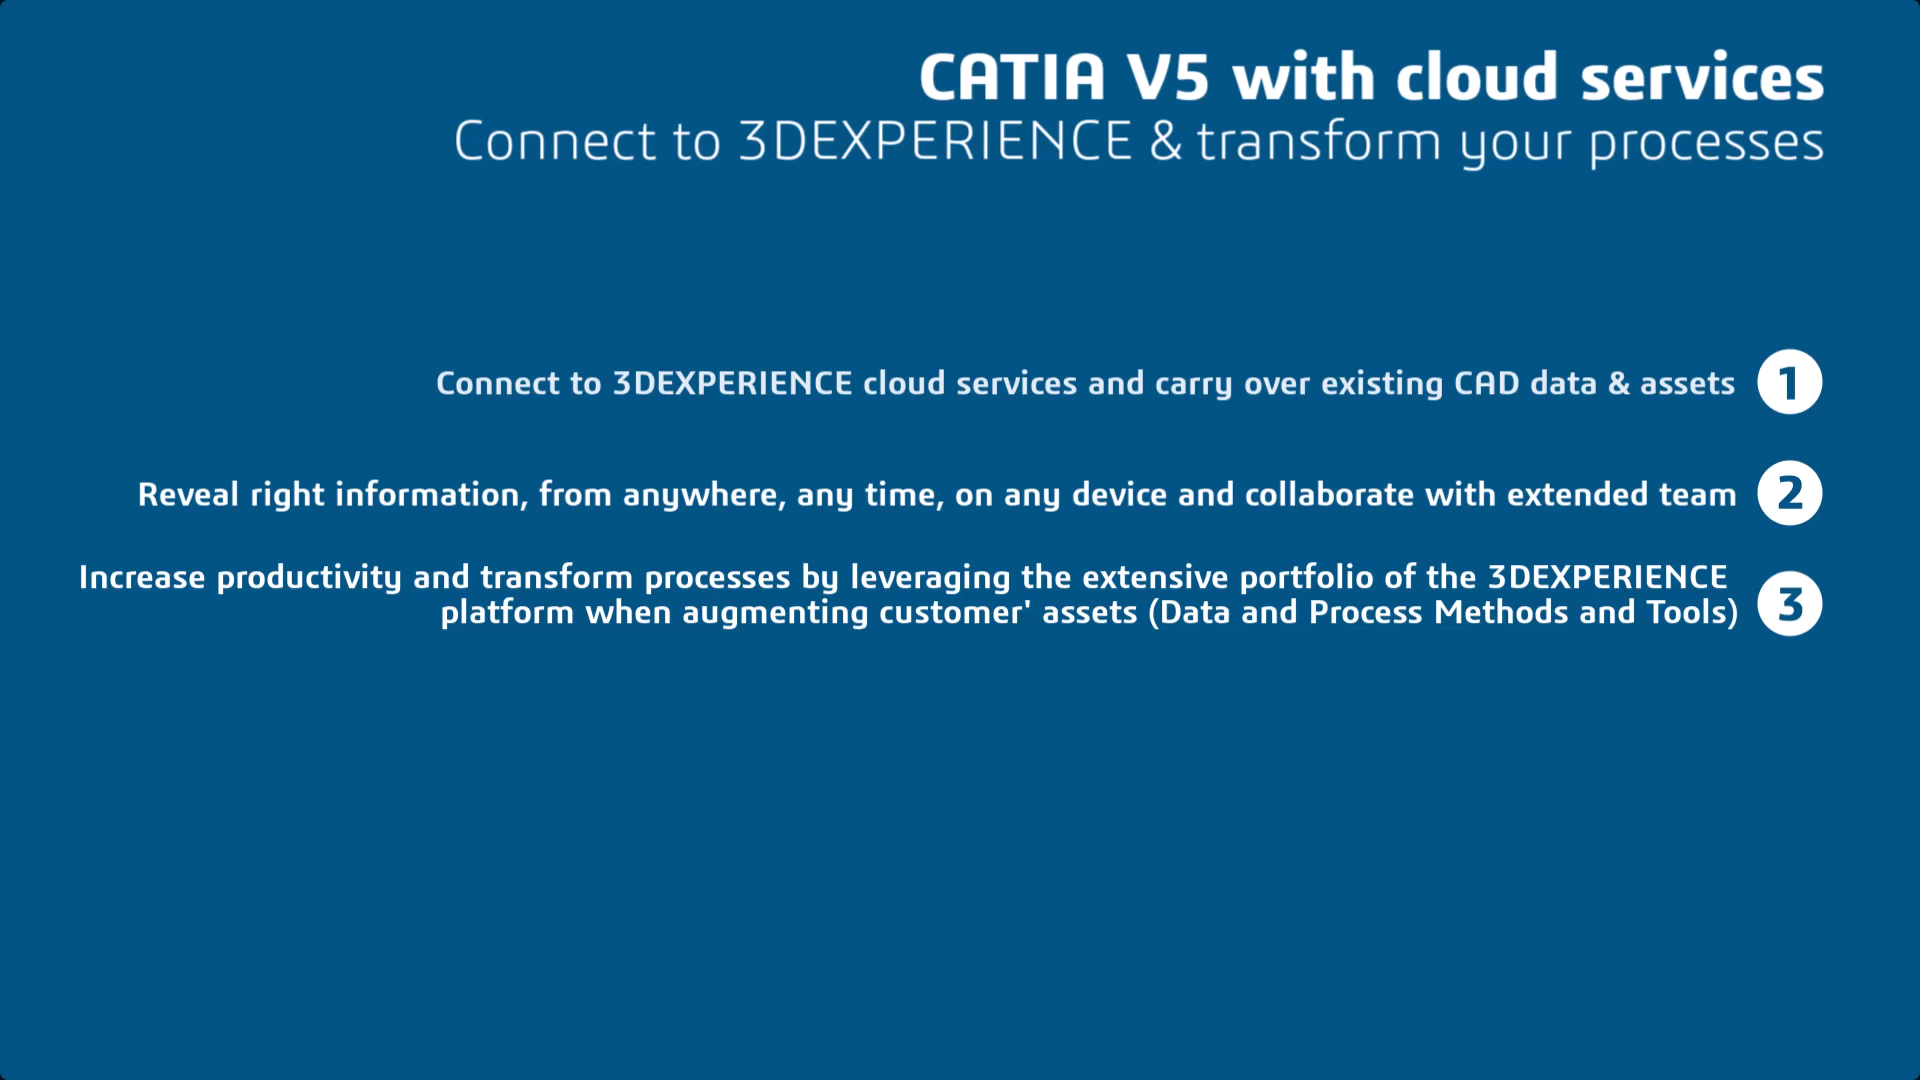 CATIA V5 with cloud services
Connect to 3DEXPERIENCE & transform your processes
Connect to 3DEXPERIENCE cloud services and carry over existing CAD data & assets 1
Reveal right information, from anywhere, any time, on any device and collaborate with extended team 2
Increase productivity and transform processes by leveraging the extensive portfolio of the 3DEXPERIENCE
platform when augmenting customer' assets (Data and Process Methods and Tools) 3